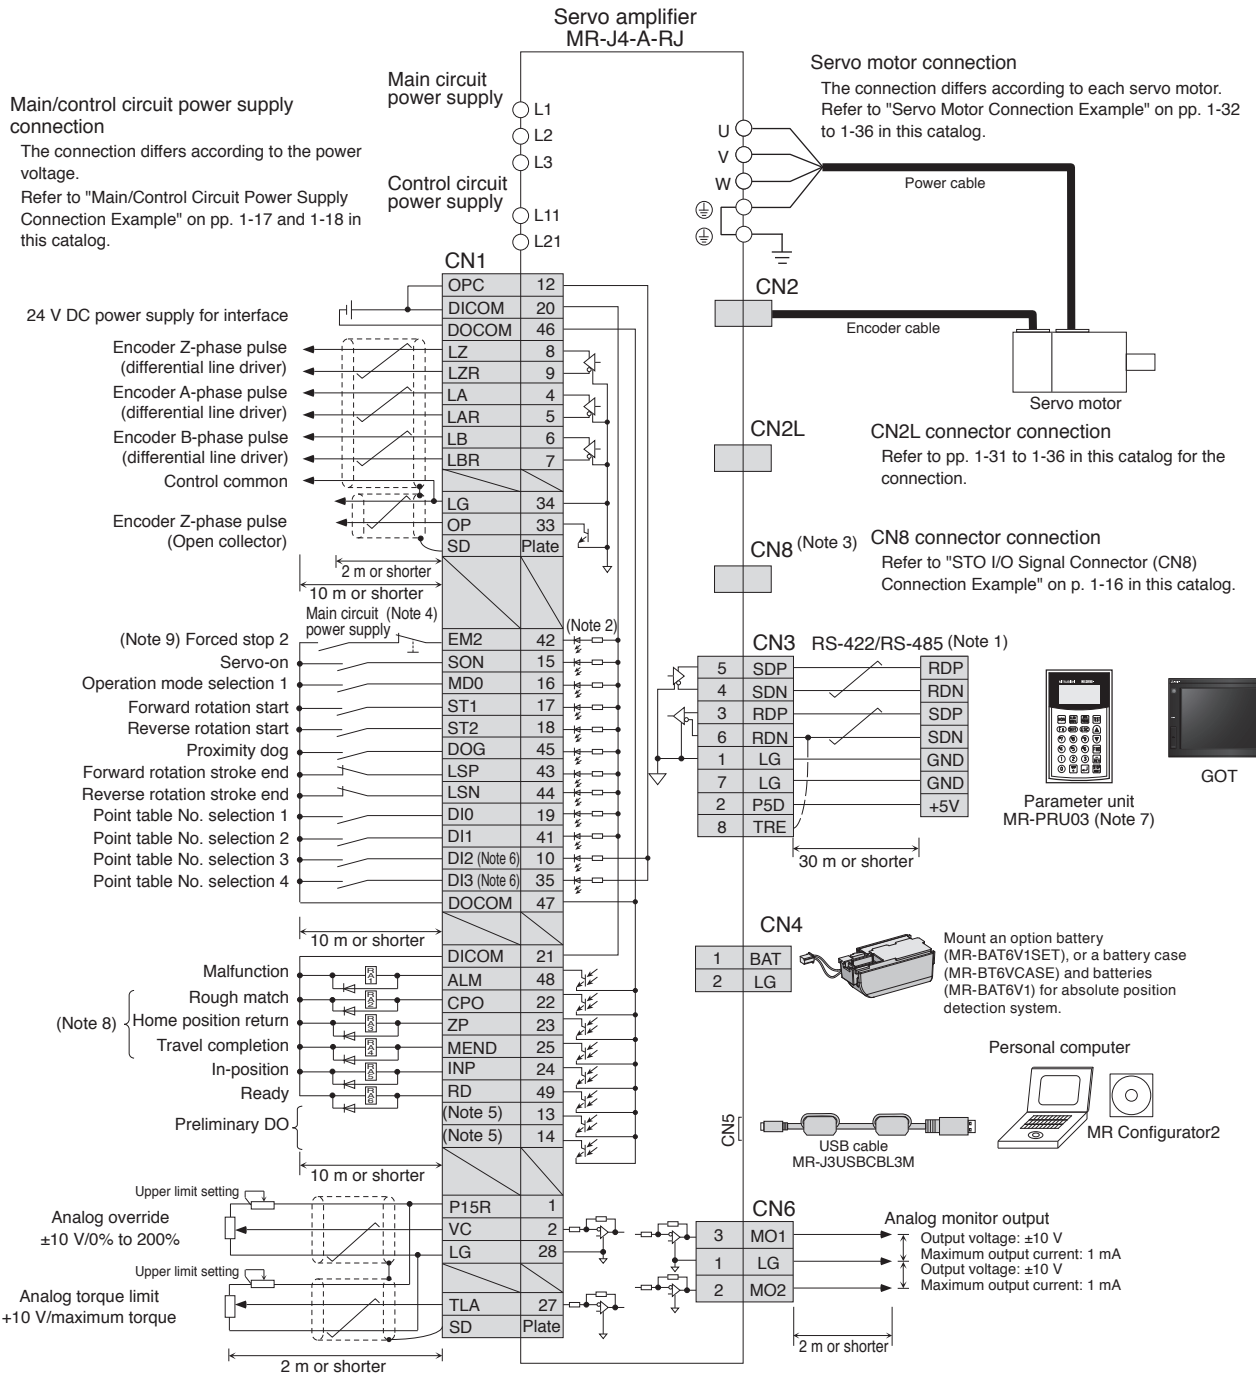 Servo amplifier
MR-J4-A-RJ
Main/control circuit power supply
connection
The connection differs according to the power
voltage.
Refer to "Main/Control Circuit Power Supply
Connection Example" on pp. 1-17 and 1-18 in
this catalog.
Main circuit
power supply
L1
L2
L3
Control circuit
power supply
L11
L21
Servo motor connection
The connection differs according to each servo motor.
Refer to "Servo Motor Connection Example" on pp. 1-32
to 1-36 in this catalog.
U
V
W
Power cable
CN2
Encoder cable
Servo motor
CN2L
CN2L connector connection
Refer to pp. 1-31 to 1-36 in this catalog for the
connection.
CN8 (Note 3)
CN8 connector connection
Refer to "STO I/O Signal Connector (CN8)
Connection Example" on p. 1-16 in this catalog.
CN1
OPC 12
24 V DC power supply for interface
DICOM 20
DOCOM 46
Encoder Z-phase pulse
(differential line driver)
LZ 8
LZR 9
Encoder A-phase pulse
(differential line driver)
LA 4
LAR 5
Encoder B-phase pulse
(differential line driver)
LB 6
LBR 7
Control common
LG 34
Encoder Z-phase pulse
(Open collector)
OP 33
SD Plate
2 m or shorter
10 m or shorter
Main circuit (Note 4)
power supply
(Note 2)
(Note 9) Forced stop 2 EM2 42
Servo-on SON 15
Operation mode selection 1 MD0 16
Forward rotation start ST1 17
Reverse rotation start ST2 18
Proximity dog DOG 45
Forward rotation stroke end LSP 43
Reverse rotation stroke end LSN 44
Point table No. selection 1 DI0 19
Point table No. selection 2 DI1 41
Point table No. selection 3 DI2 (Note 6) 10
Point table No. selection 4 DI3 (Note 6) 35
DOCOM 47
10 m or shorter
DICOM 21
Malfunction RA1 ALM 48
(Note 8)
Rough match RA2 CPO 22
Home position return RA3 ZP 23
Travel completion RA4 MEND 25
In-position RA5 INP 24
Ready RA6 RD 49
Preliminary DO
(Note 5) 13
(Note 5) 14
10 m or shorter
Upper limit setting
P15R 1
Analog override
±10 V/0% to 200%
VC 2
LG 28
Upper limit setting
Analog torque limit
+10 V/maximum torque
TLA 27
SD Plate
2 m or shorter
CN3 RS-422/RS-485 (Note 1)
5 SDP RDP
4 SDN RDN
3 RDP SDP
6 RDN SDN
1 LG GND
7 LG GND
2 P5D +5V
8 TRE
30 m or shorter
Parameter unit
MR-PRU03 (Note 7)
GOT
CN4
1 BAT
2 LG
Mount an option battery
(MR-BAT6V1SET), or a battery case
(MR-BT6VCASE) and batteries
(MR-BAT6V1) for absolute position
detection system.
Personal computer
CN5
USB cable
MR-J3USBCBL3M
MR Configurator2
CN6
3 MO1
1 LG
2 MO2
Analog monitor output
Output voltage: ±10 V
Maximum output current: 1 mA
Output voltage: ±10 V
Maximum output current: 1 mA
2 m or shorter